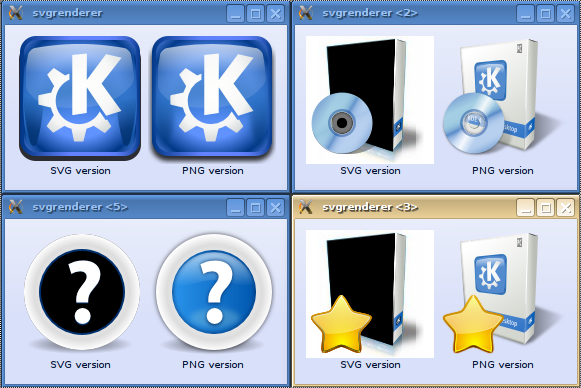 svgrenderer
SVG version
PNG version
svgrenderer <2>
SVG version
PNG version
svgrenderer <5>
?
?
SVG version
PNG version
svgrenderer <3>
SVG version
PNG version